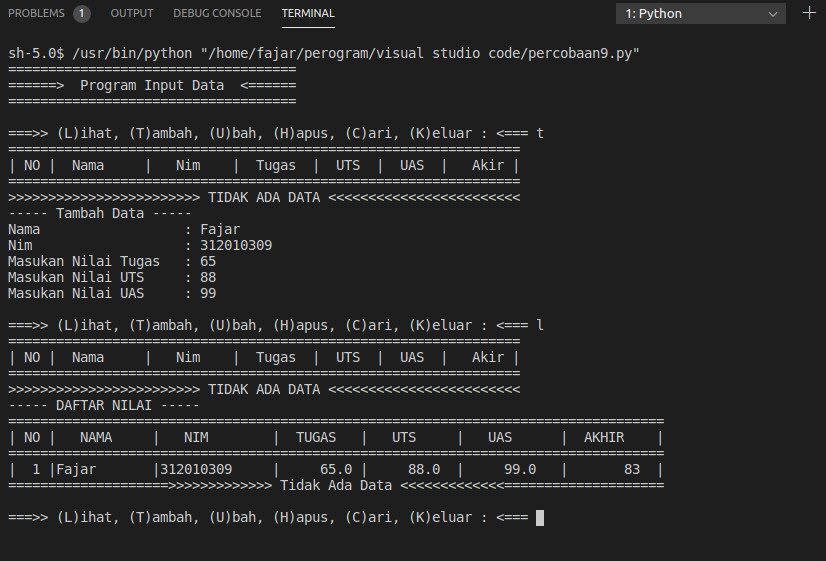 PROBLEMS 1 OUTPUT DEBUG CONSOLE TERMINAL 1: Python
sh-5.0$ /usr/bin/python "/home/fajar/perogram/visual studio code/percobaan9.py"
====================================
======>  Program Input Data  <======
====================================

===>> (L)ihat, (T)ambah, (U)bah, (H)apus, (C)ari, (K)eluar : <=== t
================================================================
| NO |  Nama     |   Nim    |  Tugas  |  UTS  |  UAS  |   Akir |
================================================================
>>>>>>>>>>>>>>>>>>>>>>>> TIDAK ADA DATA <<<<<<<<<<<<<<<<<<<<<<<<
----- Tambah Data -----
Nama                  : Fajar
Nim                   : 312010309
Masukan Nilai Tugas   : 65
Masukan Nilai UTS     : 88
Masukan Nilai UAS     : 99

===>> (L)ihat, (T)ambah, (U)bah, (H)apus, (C)ari, (K)eluar : <=== l
================================================================
| NO |  Nama     |   Nim    |  Tugas  |  UTS  |  UAS  |   Akir |
================================================================
>>>>>>>>>>>>>>>>>>>>>>>> TIDAK ADA DATA <<<<<<<<<<<<<<<<<<<<<<<<
----- DAFTAR NILAI -----
==================================================================================
| NO |   NAMA     |   NIM        |  TUGAS   |   UTS     |   UAS      |  AKHIR    |
==================================================================================
|  1 |Fajar       |312010309     |     65.0 |     88.0  |     99.0   |       83  |
====================>>>>>>>>>>>>> Tidak Ada Data <<<<<<<<<<<<<====================

===>> (L)ihat, (T)ambah, (U)bah, (H)apus, (C)ari, (K)eluar : <===